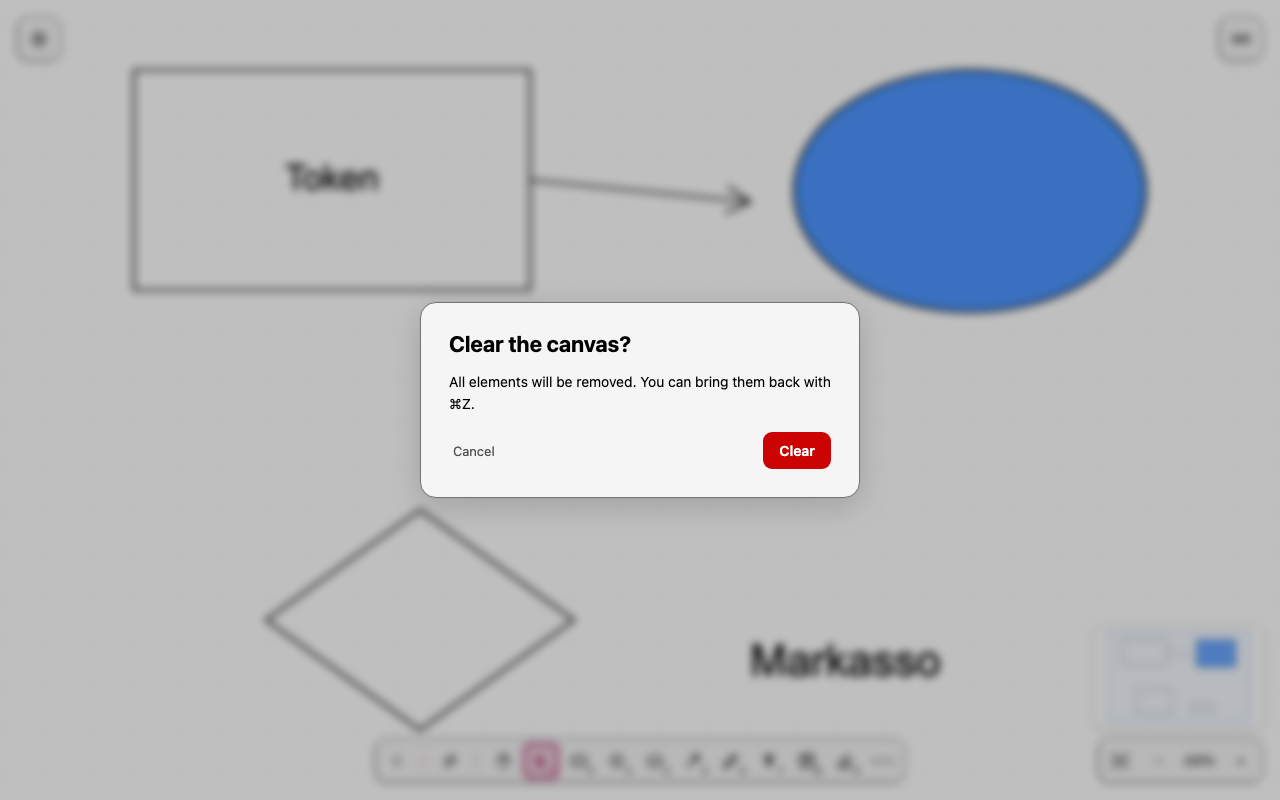 Token
Clear the canvas?
All elements will be removed. You can bring them back with
⌘Z.
Cancel
Clear
Markasso